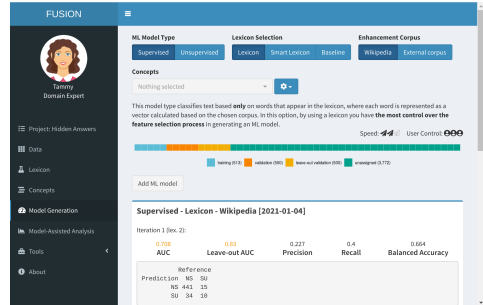 FUSION
Tammy
Domain Expert
Project: Hidden Answers
Data
Lexicon
Concepts
Model Generation
Model-Assisted Analysis
Tools
About
ML Model Type
Supervised Unsupervised
Lexicon Selection
Lexicon Smart Lexicon Baseline
Enhancement Corpus
Wikipedia External corpus
Concepts
Nothing selected
This model type classifies text based only on words that appear in the lexicon, where each word is represented as a
vector calculated based on the chosen corpus. In this option, by using a lexicon you have the most control over the
feature selection process in generating an ML model.
Speed: User Control:
training (513) validation (500) leave-out validation (500) unassigned (3,772)
Add ML model
Supervised - Lexicon - Wikipedia [2021-01-04]
Iteration 1 (lex. 2):
0.708 0.83 0.227 0.4 0.664
AUC Leave-out AUC Precision Recall Balanced Accuracy
Reference
Prediction NS SU
NS 441 15
SU 34 10